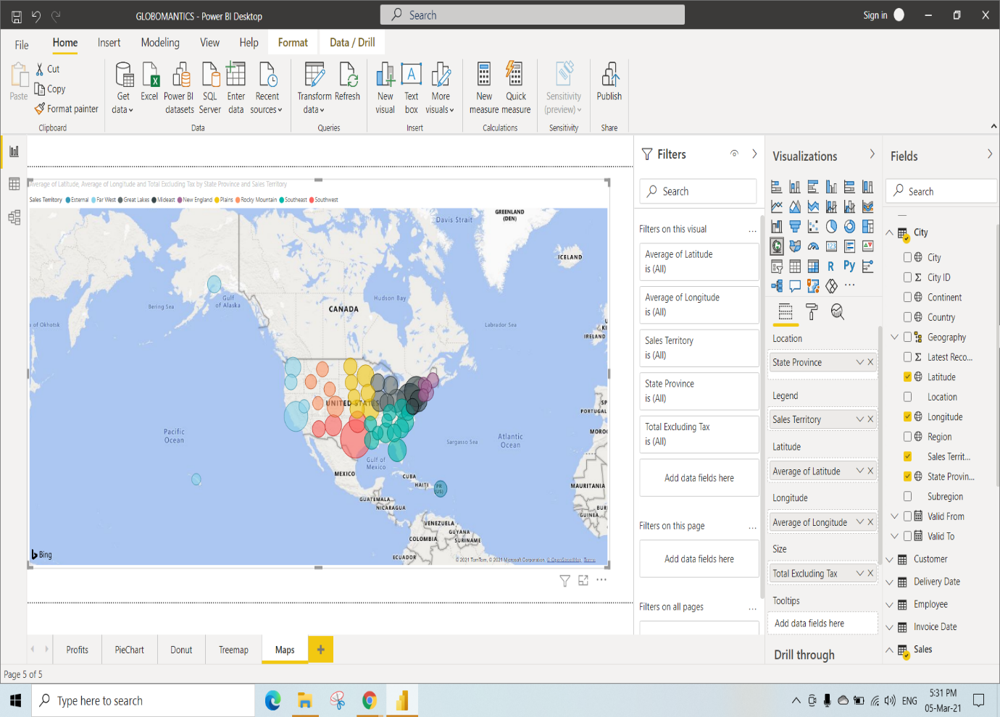 GLOBOMANTICS - Power BI Desktop
Search
Sign in
File
Home
Insert
Modeling
View
Help
Format
Data / Drill
Paste
Cut
Copy
Format painter
Clipboard
Get data
Excel
Power BI datasets
SQL Server
Enter data
Recent sources
Data
Transform data
Refresh
Queries
New visual
Text box
More visuals
Insert
New measure
Quick measure
Calculations
Sensitivity (preview)
Sensitivity
Publish
Share
Average of Latitude, Average of Longitude and Total Excluding Tax by State Province and Sales Territory
Sales Territory External Far West Great Lakes Mideast New England Plains Rocky Mountain Southeast Southwest
Davis Strait
GREENLAND
(DEN)
ICELAND
Gulf
of Alaska
Bering Sea
Hudson Bay
CANADA
of Okhotsk
Labrador Sea
IRELAND
KI
UNITED STATES
SP
PORTUGAL
Pacific
Ocean
Sargasso Sea
Atlantic
Ocean
MORO
Gulf of
Mexico
MEXICO
CUBA
HAITI
PR
(US)
MAURITANIA
GUATEMALA
NICARAGUA
BUR
GUINEA
VENEZUELA
GUYANA
SURINAME
COLOMBIA
ECUADOR
Bing
© 2021 TomTom, © 2021 Microsoft Corporation, © OpenStreetMap Terms
Filters
Search
Filters on this visual
Average of Latitude
is (All)
Average of Longitude
is (All)
Sales Territory
is (All)
State Province
is (All)
Total Excluding Tax
is (All)
Add data fields here
Filters on this page
Add data fields here
Filters on all pages
Visualizations
123
R
Py
Location
State Province
Legend
Sales Territory
Latitude
Average of Latitude
Longitude
Average of Longitude
Size
Total Excluding Tax
Tooltips
Add data fields here
Drill through
Fields
Search
City
City
City ID
Continent
Country
Geography
Latest Reco...
Latitude
Location
Longitude
Region
Sales Territ...
State Provin...
Subregion
Valid From
Valid To
Customer
Delivery Date
Employee
Invoice Date
Sales
Profits
PieChart
Donut
Treemap
Maps
Page 5 of 5
Type here to search
ENG
5:31 PM
05-Mar-21